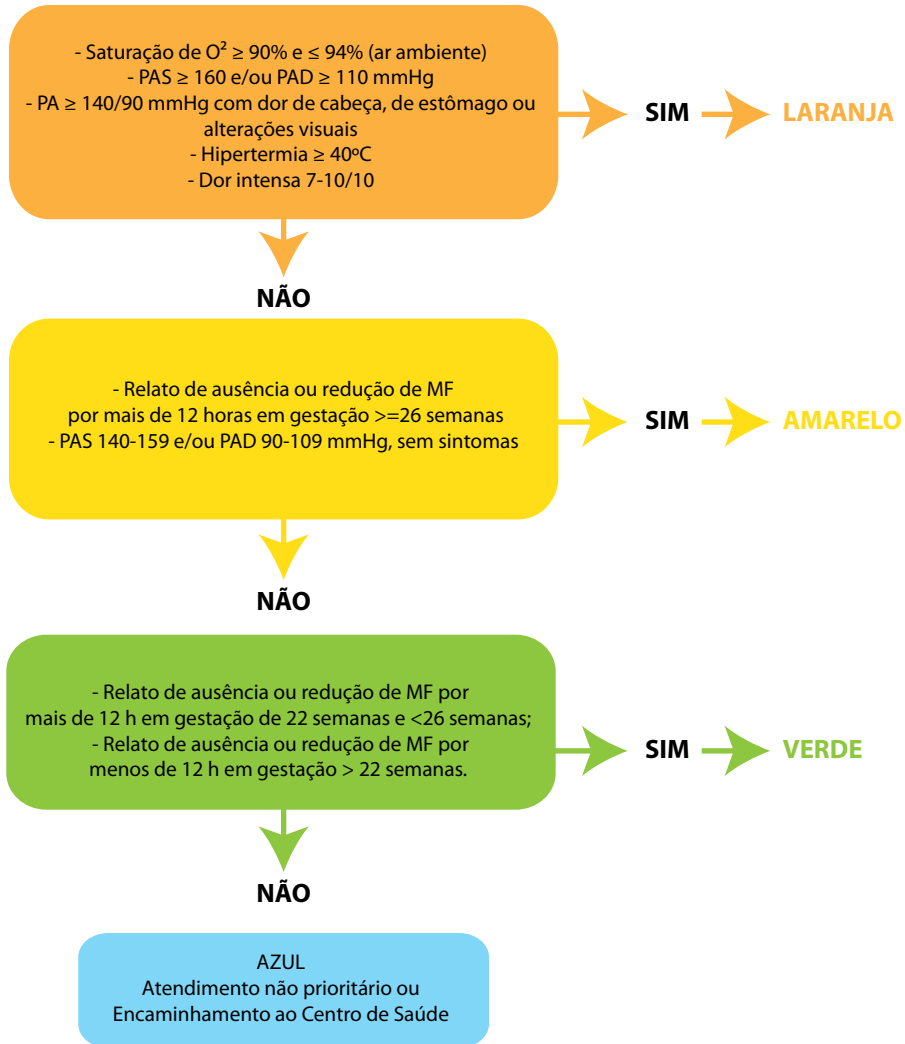 - Saturação de O² ≥ 90% e ≤ 94% (ar ambiente)
- PAS ≥ 160 e/ou PAD ≥ 110 mmHg
- PA ≥ 140/90 mmHg com dor de cabeça, de estômago ou
alterações visuais
- Hipertermia ≥ 40ºC
- Dor intensa 7-10/10
SIM
LARANJA
NÃO
- Relato de ausência ou redução de MF
por mais de 12 horas em gestação >=26 semanas
- PAS 140-159 e/ou PAD 90-109 mmHg, sem sintomas
SIM
AMARELO
NÃO
- Relato de ausência ou redução de MF por
mais de 12 h em gestação de 22 semanas e <26 semanas;
- Relato de ausência ou redução de MF por
menos de 12 h em gestação > 22 semanas.
SIM
VERDE
NÃO
AZUL
Atendimento não prioritário ou
Encaminhamento ao Centro de Saúde